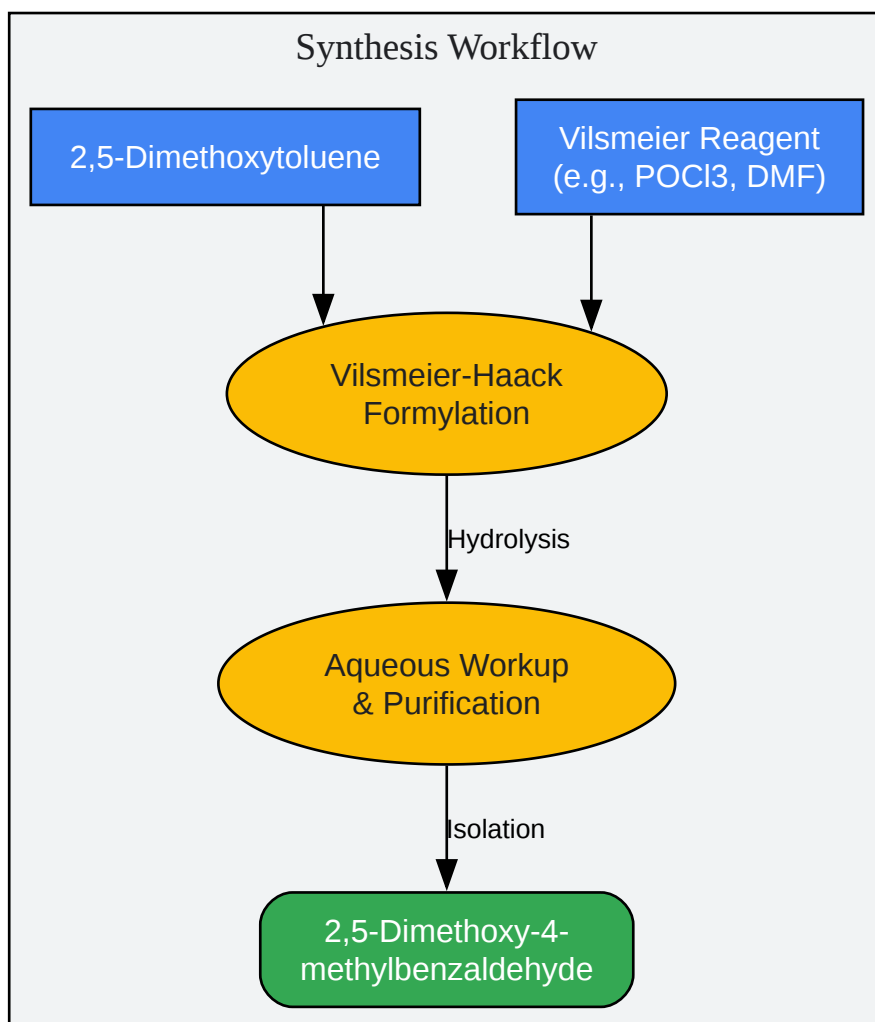 Synthesis Workflow
2,5-Dimethoxytoluene
Vilsmeier Reagent
(e.g., POCl3, DMF)
Vilsmeier-Haack
Formylation
Hydrolysis
Aqueous Workup
& Purification
Isolation
2,5-Dimethoxy-4-
methylbenzaldehyde